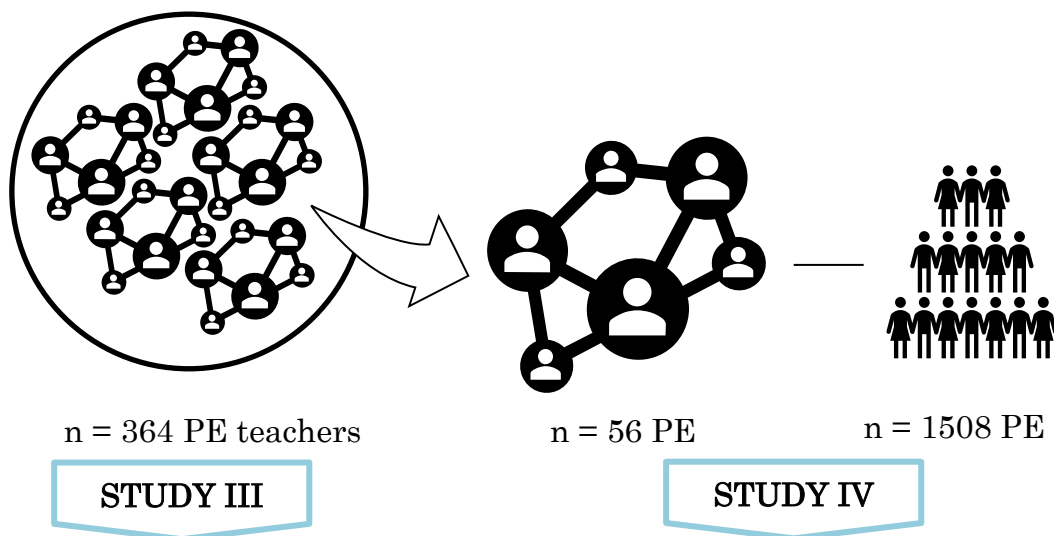 n = 364 PE teachers
n = 56 PE
n = 1508 PE
STUDY III
STUDY IV